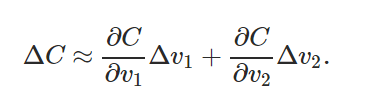 ΔC ≈ ∂C/∂v₁ Δv₁ + ∂C/∂v₂ Δv₂.